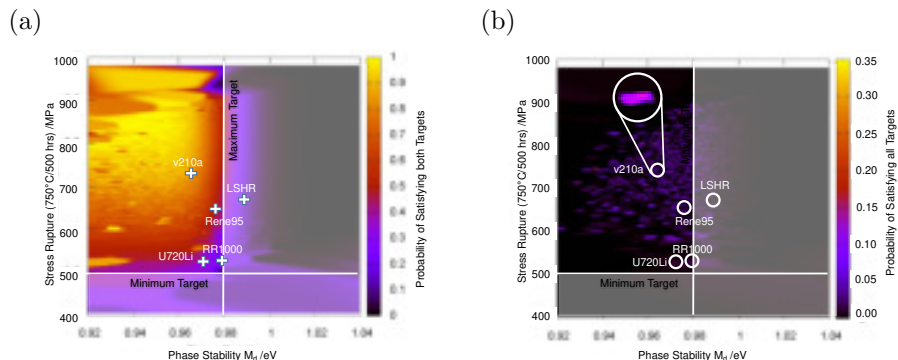 (a)
1000
900
800
700
600
500
400
Stress Rupture (750°C/500 hrs) /MPa
v210a
LSHR
Rene95
U720Li
RR1000
Maximum Target
Minimum Target
0.92
0.94
0.96
0.98
1
1.02
1.04
Phase Stability Md /eV
1
0.9
0.8
0.7
0.6
0.5
0.4
0.3
0.2
0.1
0
Probability of Satisfying both Targets
(b)
1000
900
800
700
600
500
400
Stress Rupture (750°C/500 hrs) /MPa
v210a
LSHR
Rene95
RR1000
U720Li
Minimum Target
0.92
0.94
0.96
0.98
1
1.02
1.04
Phase Stability Md /eV
0.35
0.30
0.25
0.20
0.15
0.10
0.05
0.00
Probability of Satisfying all Targets